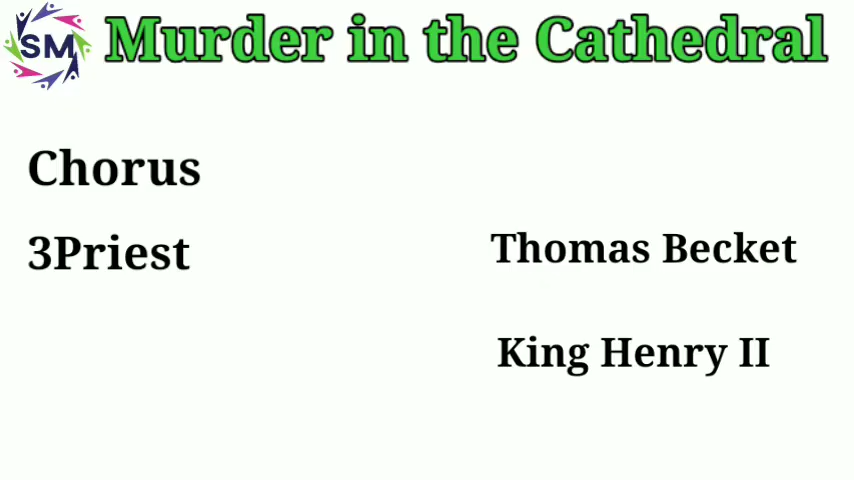 SM
Murder in the Cathedral
Chorus
3Priest
Thomas Becket
King Henry II